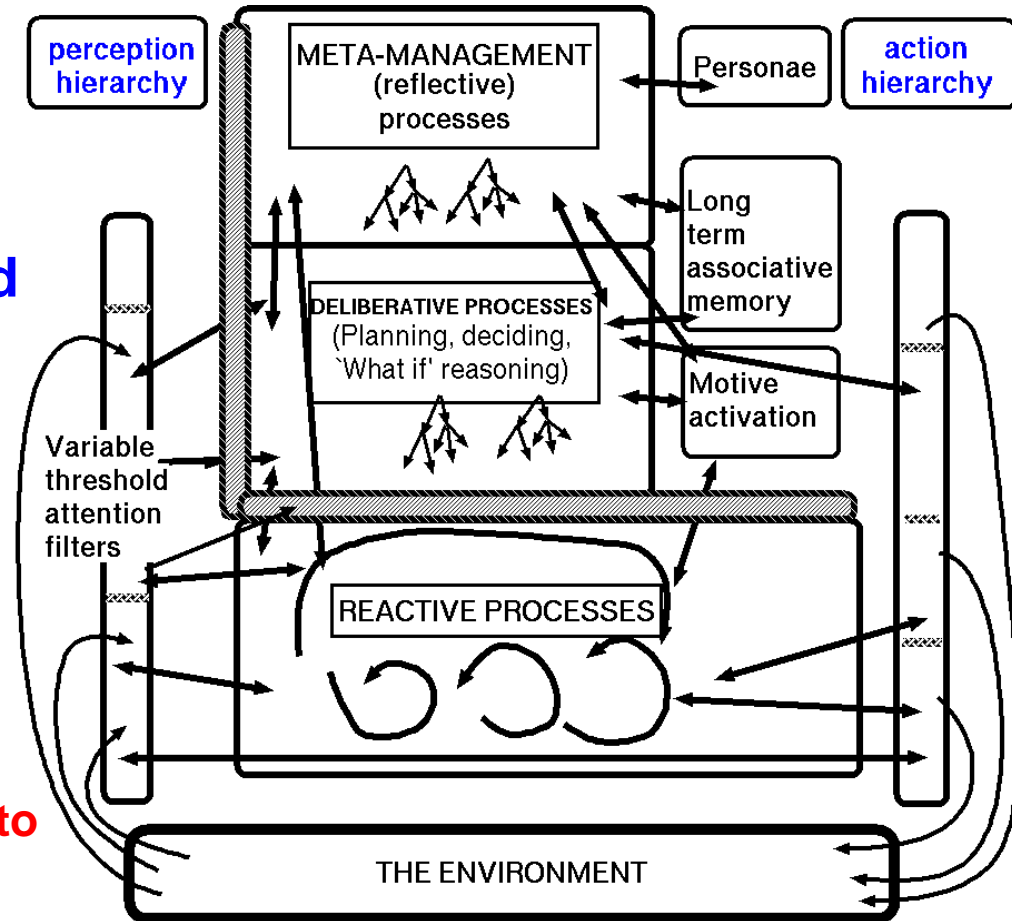 perception
hierarchy
META-MANAGEMENT
(reflective)
processes
Personae
action
hierarchy
Long
term
associative
memory
d
DELIBERATIVE PROCESSES
(Planning, deciding,
`What if' reasoning)
Motive
activation
Variable
threshold
attention
filters
REACTIVE PROCESSES
to
THE ENVIRONMENT